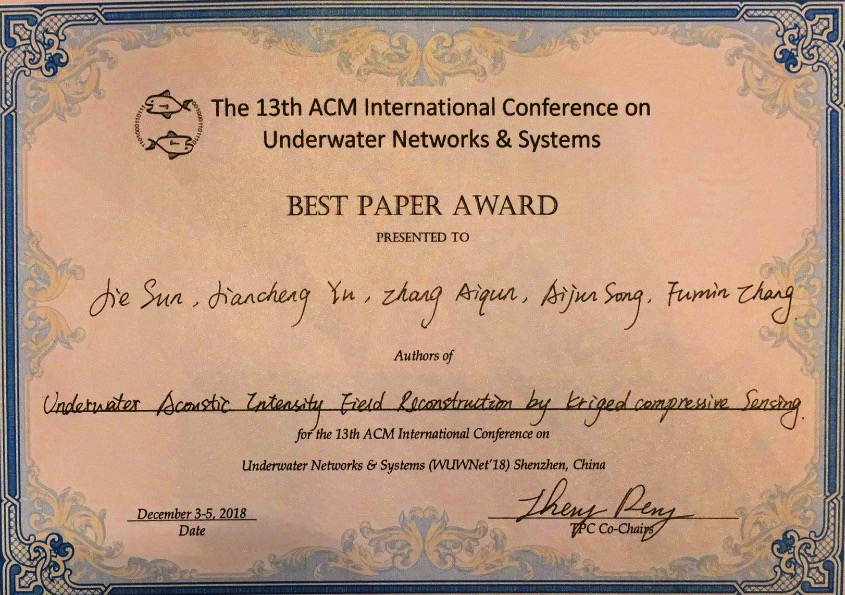 The 13th ACM International Conference on
Underwater Networks & Systems
BEST PAPER AWARD
PRESENTED TO
Jie Sun, Jiancheng Yu, Zhang Aiqun, Aijun Song, Fumin Zhang
Authors of
Underwater Acoustic Intensity Field Reconstruction by kriged compressive Sensing.
for the 13th ACM International Conference on
Underwater Networks & Systems (WUWNet'18) Shenzhen, China
December 3-5, 2018
Date
Zheng Peng
TPC Co-Chairs